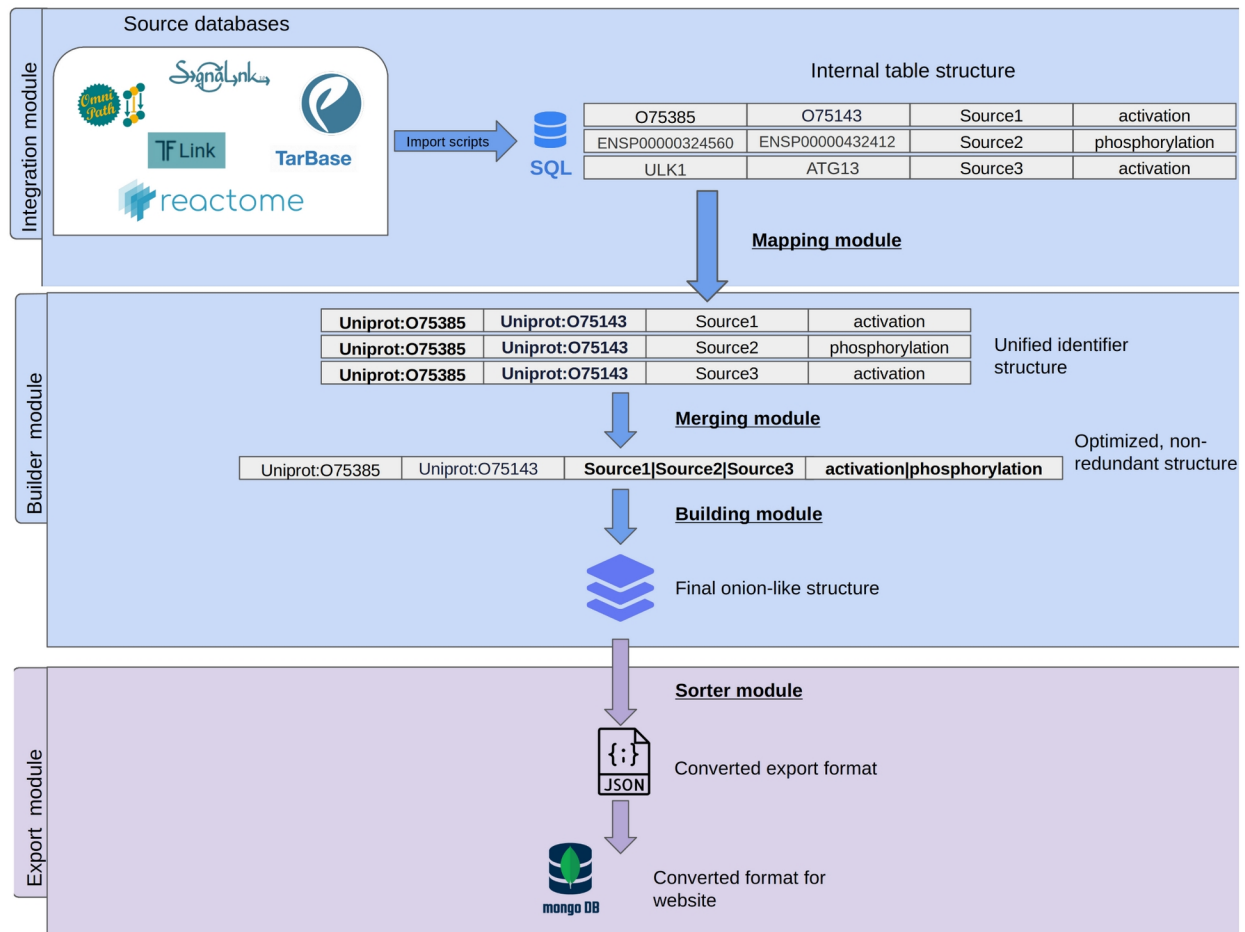 Source databases
Integration module
SignaLink
Omni
Path
TF Link
TarBase
reactome
Import scripts
SQL
Internal table structure
O75385 O75143 Source1 activation
ENSP00000324560 ENSP00000432412 Source2 phosphorylation
ULK1 ATG13 Source3 activation
Mapping module
Builder module
Uniprot:O75385 Uniprot:O75143 Source1 activation
Uniprot:O75385 Uniprot:O75143 Source2 phosphorylation
Uniprot:O75385 Uniprot:O75143 Source3 activation
Unified identifier
structure
Merging module
Uniprot:O75385 Uniprot:O75143 Source1|Source2|Source3 activation|phosphorylation
Optimized, non-
redundant structure
Building module
Final onion-like structure
Export module
Sorter module
{;}
JSON
Converted export format
mongo DB
Converted format for
website